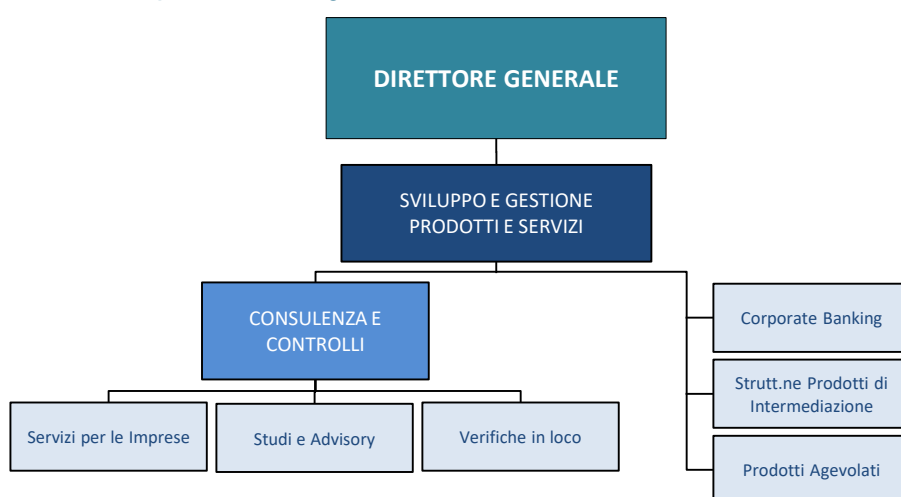 DIRETTORE GENERALE
SVILUPPO E GESTIONE
PRODOTTI E SERVIZI
CONSULENZA E
CONTROLLI
Corporate Banking
Strutt.ne Prodotti di
Intermediazione
Prodotti Agevolati
Servizi per le Imprese
Studi e Advisory
Verifiche in loco